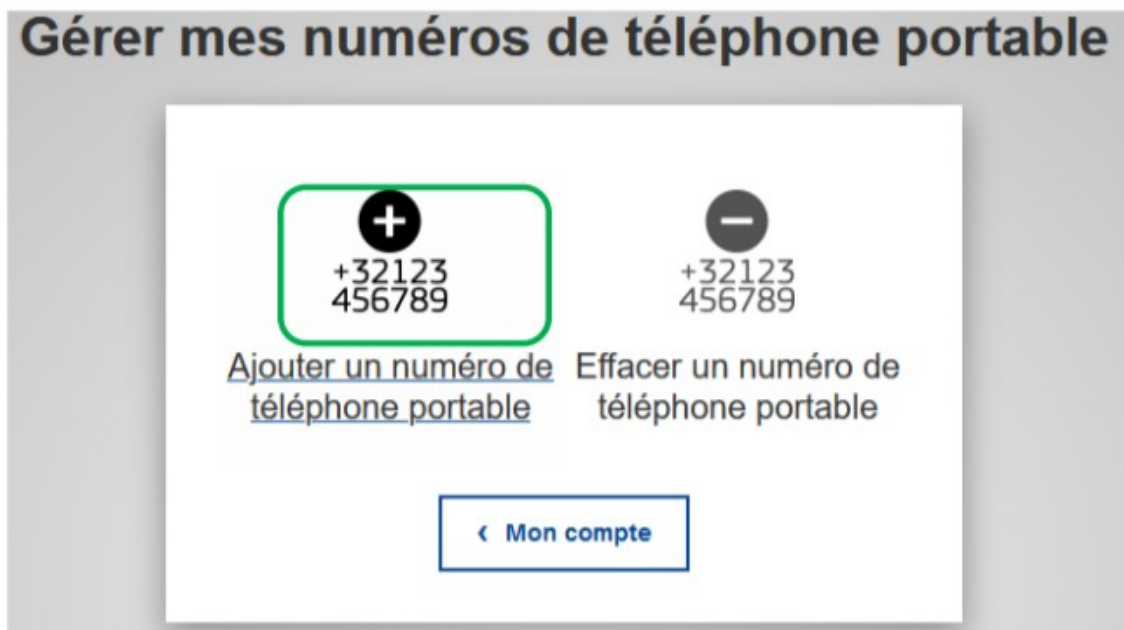 Gérer mes numéros de téléphone portable
+32123
456789
Ajouter un numéro de
téléphone portable
+32123
456789
Effacer un numéro de
téléphone portable
‹ Mon compte